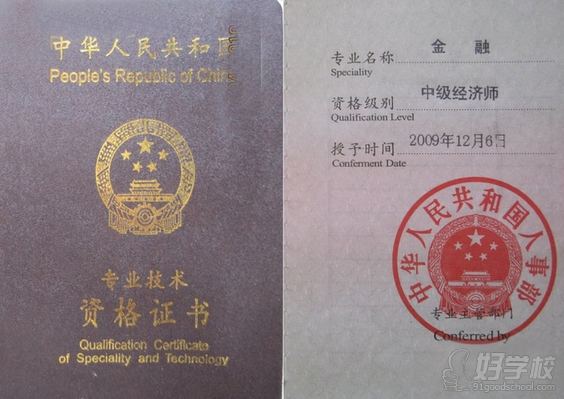 中华人民共和国
People's Republic of China
专业技术
资格证书
Qualification Certificate
of Speciality and Technology
专业名称 金 融
Speciality
资格级别 中级经济师
Qualification Level
授予时间 2009年12月6日
Conferment Date
中华人民共和国人事部
专业主管部门
Conferred by
好学校
91goodschool.com